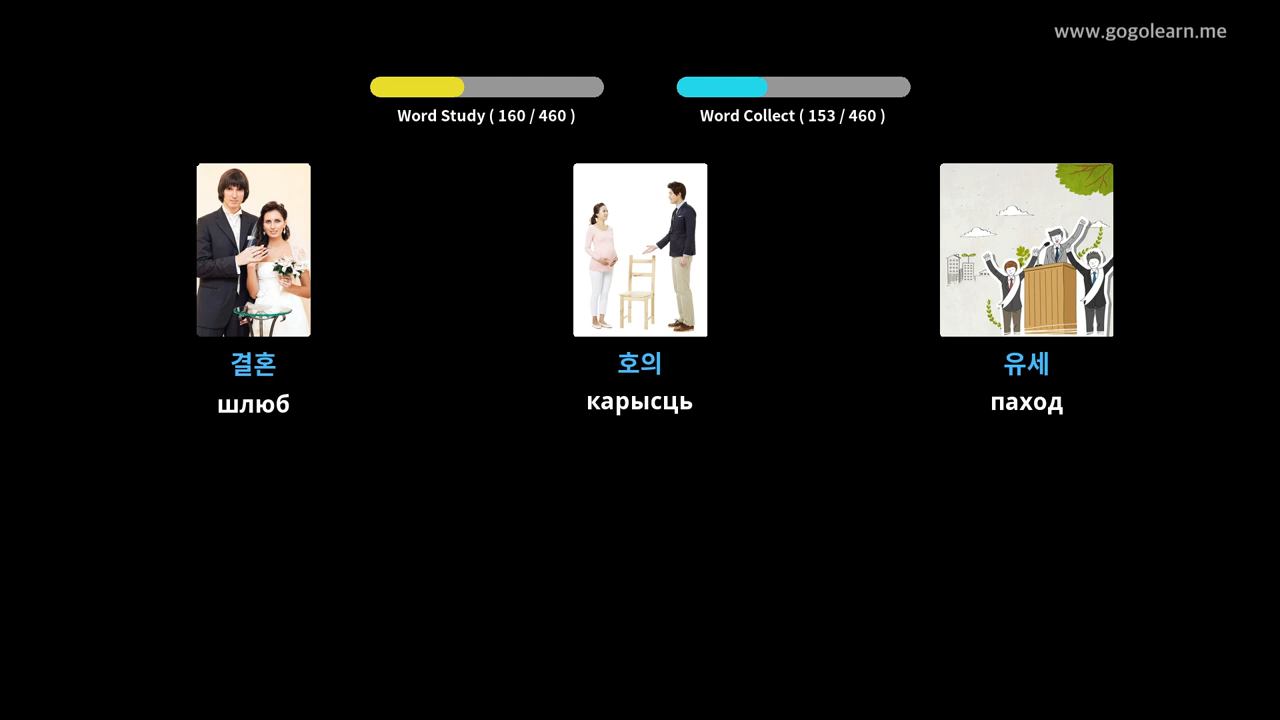 www.gogolearn.me
Word Study ( 160 / 460 )
Word Collect ( 153 / 460 )
결혼
호의
유세
шлюб
карысць
паход